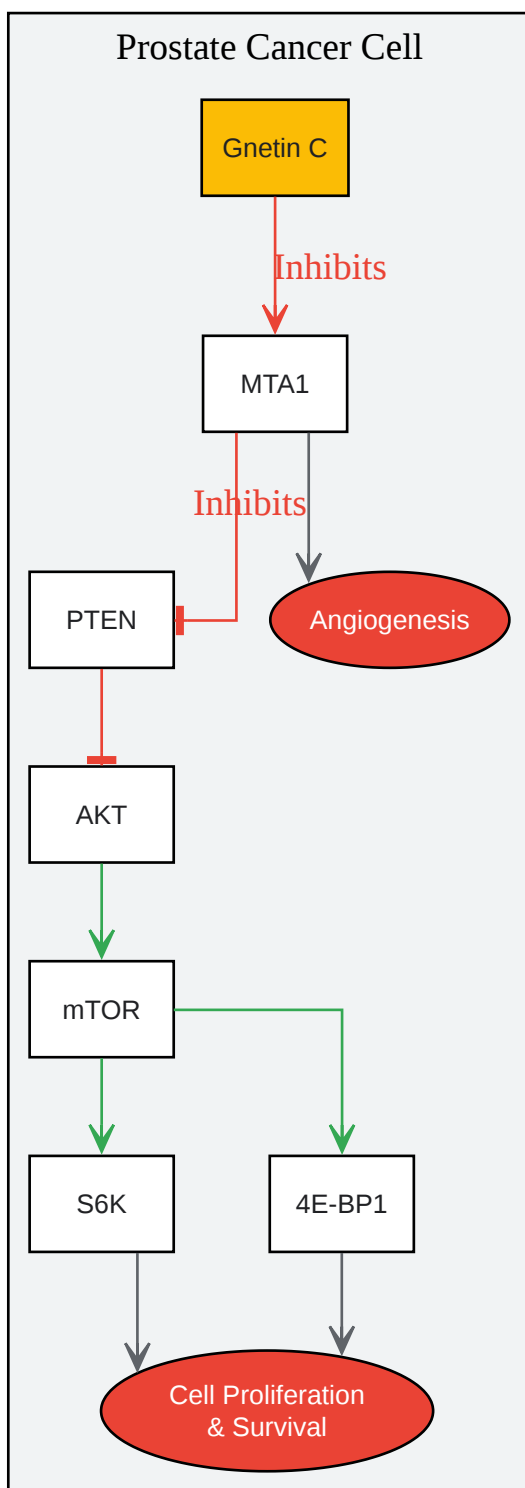 Prostate Cancer Cell
Gnetin C
Inhibits
MTA1
Inhibits
PTEN
Angiogenesis
AKT
mTOR
S6K
4E-BP1
Cell Proliferation
& Survival